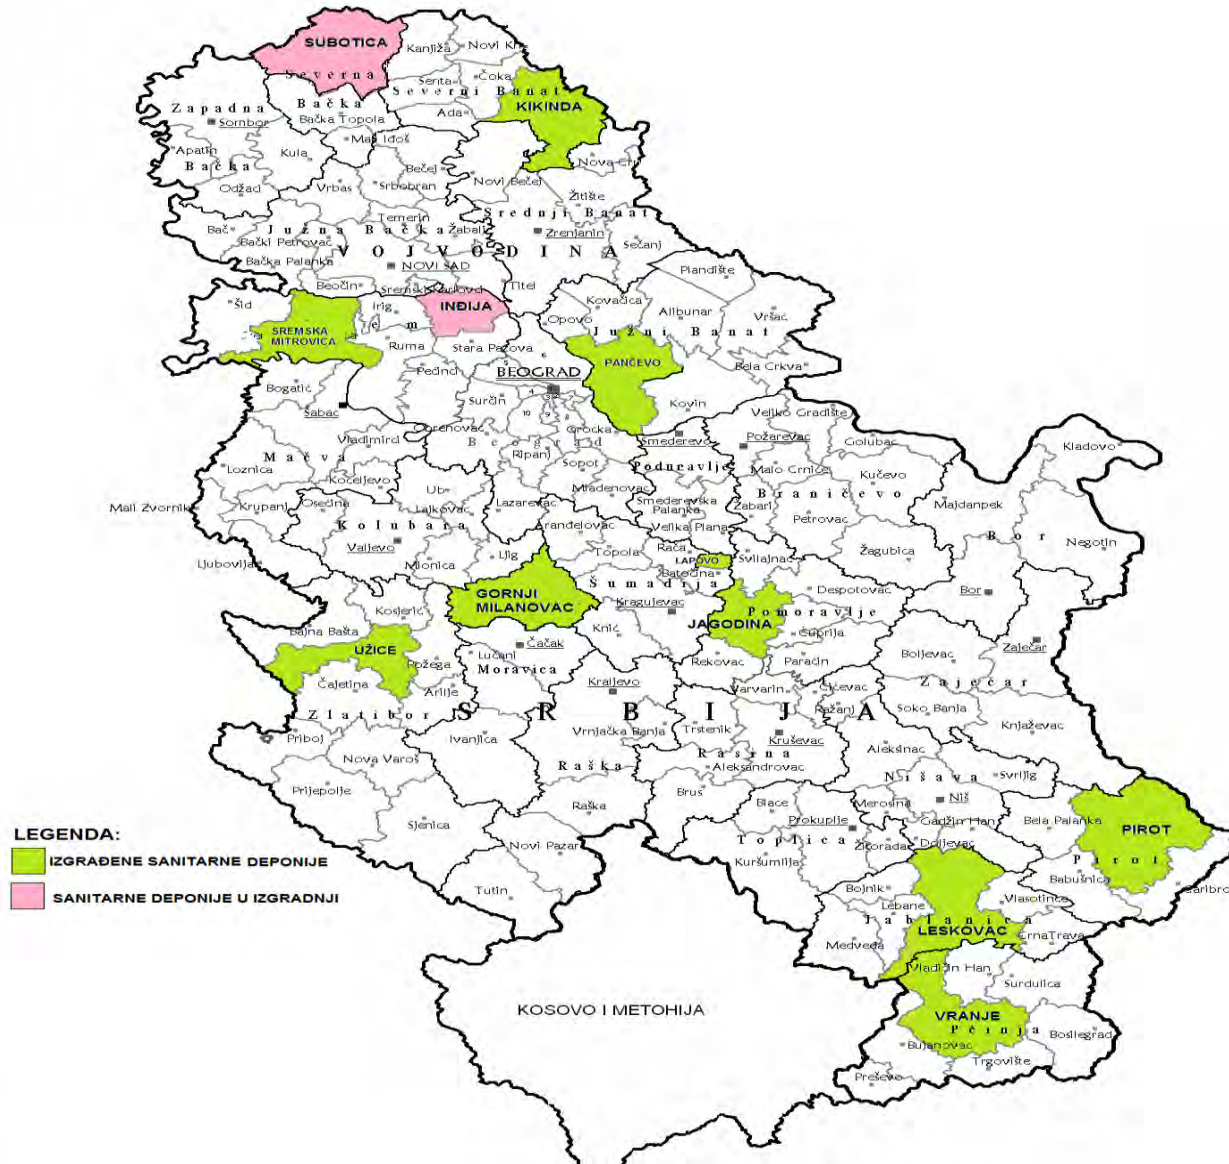 SUBOTICA
Kanjiža
Severna
Senta
Čoka
Severni Banat
Zapadna
Bačka
KIKINDA
Sombor
Bačka Topola
Ada
Apatin
Kula
Mali Iđoš
Bačka
Bečej
Odžaci
Vrbas
Srbobran
Novi Bečej
Žitište
Temerin
Srednji Banat
Bač
Južna Bačka
Žabalj
Zrenjanin
Bački Petrovac
VOJVODINA
Sečanj
Bačka Palanka
NOVI SAD
Plandište
Beočin
Sremski Karlovci
Titel
Šid
Irig
INĐIJA
Kovačica
Alibunar
Opovo
Vršac
SREMSKA
MITROVICA
Južni Banat
Ruma
Stara Pazova
PANČEVO
Pećinci
BEOGRAD
Bela Crkva
Bogatić
Surčin
Kovin
Šabac
Veliko Gradište
Obrenovac
Grocka
Smederevo
Požarevac
Golubac
Kladovo
Vladimirci
Beograd
Mačva
Ripanj
Sopot
Podunavlje
Malo Crniće
Loznica
Kučevo
Koceljevo
Ub
Mladenovac
Braničevo
Mali Zvornik
Krupanj
Osečina
Lajkovac
Lazarevac
Smederevska
Palanka
Žabari
Majdanpek
Kolubara
Aranđelovac
Velika Plana
Petrovac
Bor
Valjevo
Negotin
Ljubovija
Mionica
Ljig
Topola
Rača
LAPOVO
Svilajnac
Žagubica
Batočina
Šumadija
GORNJI
MILANOVAC
Despotovac
Bor
Kosjerić
Kragujevac
Pomoravlje
Bajna Bašta
JAGODINA
Knić
Ćuprija
UŽICE
Čačak
Zaječar
Požega
Lučani
Moravica
Rekovac
Paraćin
Boljevac
Čajetina
Arilje
Kraljevo
Varvarin
Ćićevac
Zaječar
Zlatibor
SRBIJA
Ražanj
Soko Banja
Priboj
Ivanjica
Vrnjačka Banja
Trstenik
Kruševac
Knjaževac
Nova Varoš
Raška
Rasina
Aleksinac
Aleksandrovac
Nišava
Svrljig
Prijepolje
Brus
Raška
Blace
Merošina
Niš
Sjenica
Prokuplje
Gadžin Han
Bela Palanka
PIROT
LEGENDA:
Toplica
Žitorađa
Doljevac
Novi Pazar
IZGRAĐENE SANITARNE DEPONIJE
Kuršumlija
Pirot
Babušnica
Tutin
Bojnik
SANITARNE DEPONIJE U IZGRADNJI
Lebane
Vlasotince
Jablanica
LESKOVAC
Crna Trava
Medveđa
Vladičin Han
Surdulica
KOSOVO I METOHIJA
VRANJE
Pčinja
Bosilegrad
Bujanovac
Trgovište
Preševo